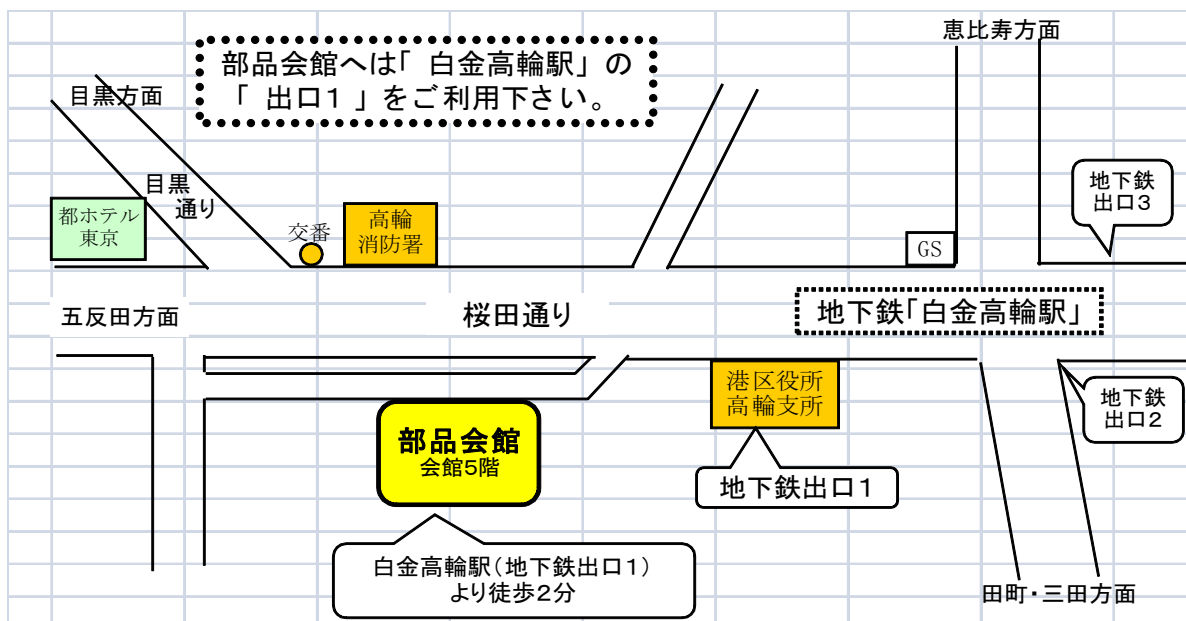 恵比寿方面
部品会館へは「 白金高輪駅」の
「 出口１ 」をご利用下さい。
目黒方面
目黒
通り
地下鉄
出口3
都ホテル
東京
交番
高輪
消防署
GS
五反田方面
桜田通り
地下鉄「白金高輪駅」
港区役所
高輪支所
地下鉄
出口2
部品会館
会館5階
地下鉄出口１
白金高輪駅（地下鉄出口１）
より徒歩２分
田町・三田方面